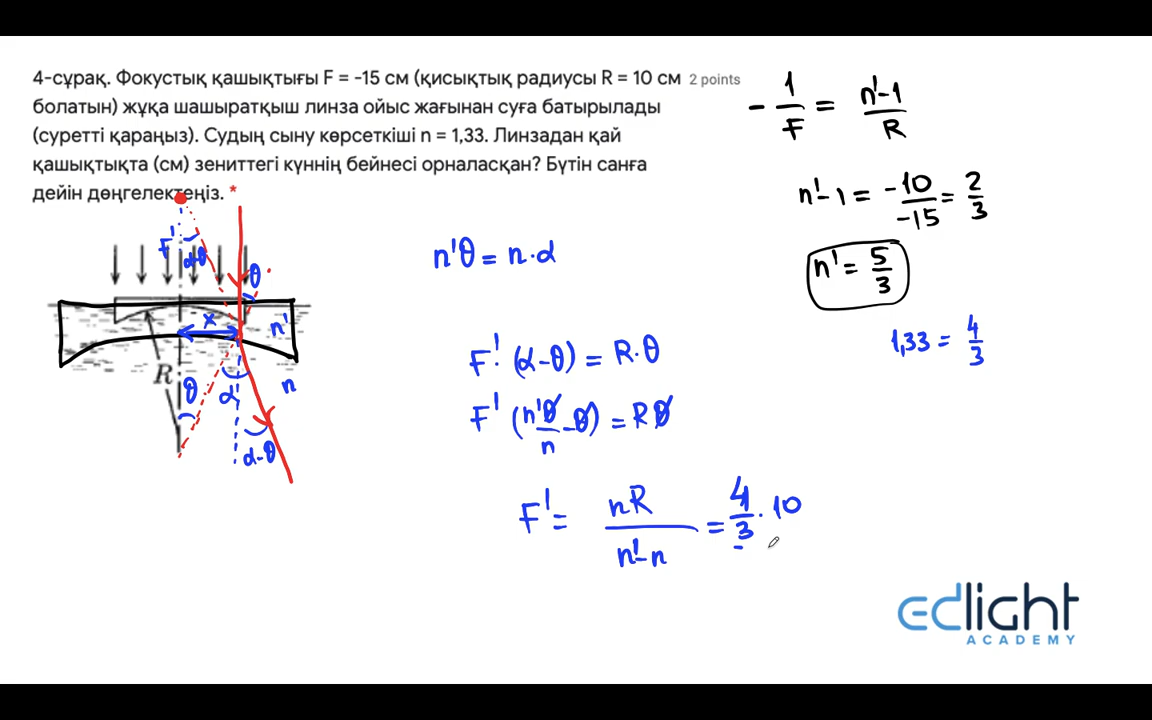 4-сұрақ. Фокустық қашықтығы F = -15 см (қисықтық радиусы R = 10 см 2 points
болатын) жұқа шашыратқыш линза ойыс жағынан суға батырылады
(суретті қараңыз). Судың сыну көрсеткіші n = 1,33. Линзадан қай
қашықтықта (см) зениттегі күннің бейнесі орналасқан? Бүтін санға
дейін дөңгелектеңіз. *
- 1/F = n'-1/R
n'-1 = -10/-15 = 2/3
n' = 5/3
1,33 = 4/3
n'θ = n·α
F' (α-θ) = R·θ
F' (n'θ/n - θ) = Rθ
F' = nR/n'-n = 4/3 · 10
F'
θ
x
n'
R
θ
α
n
α-θ
edlight
ACADEMY